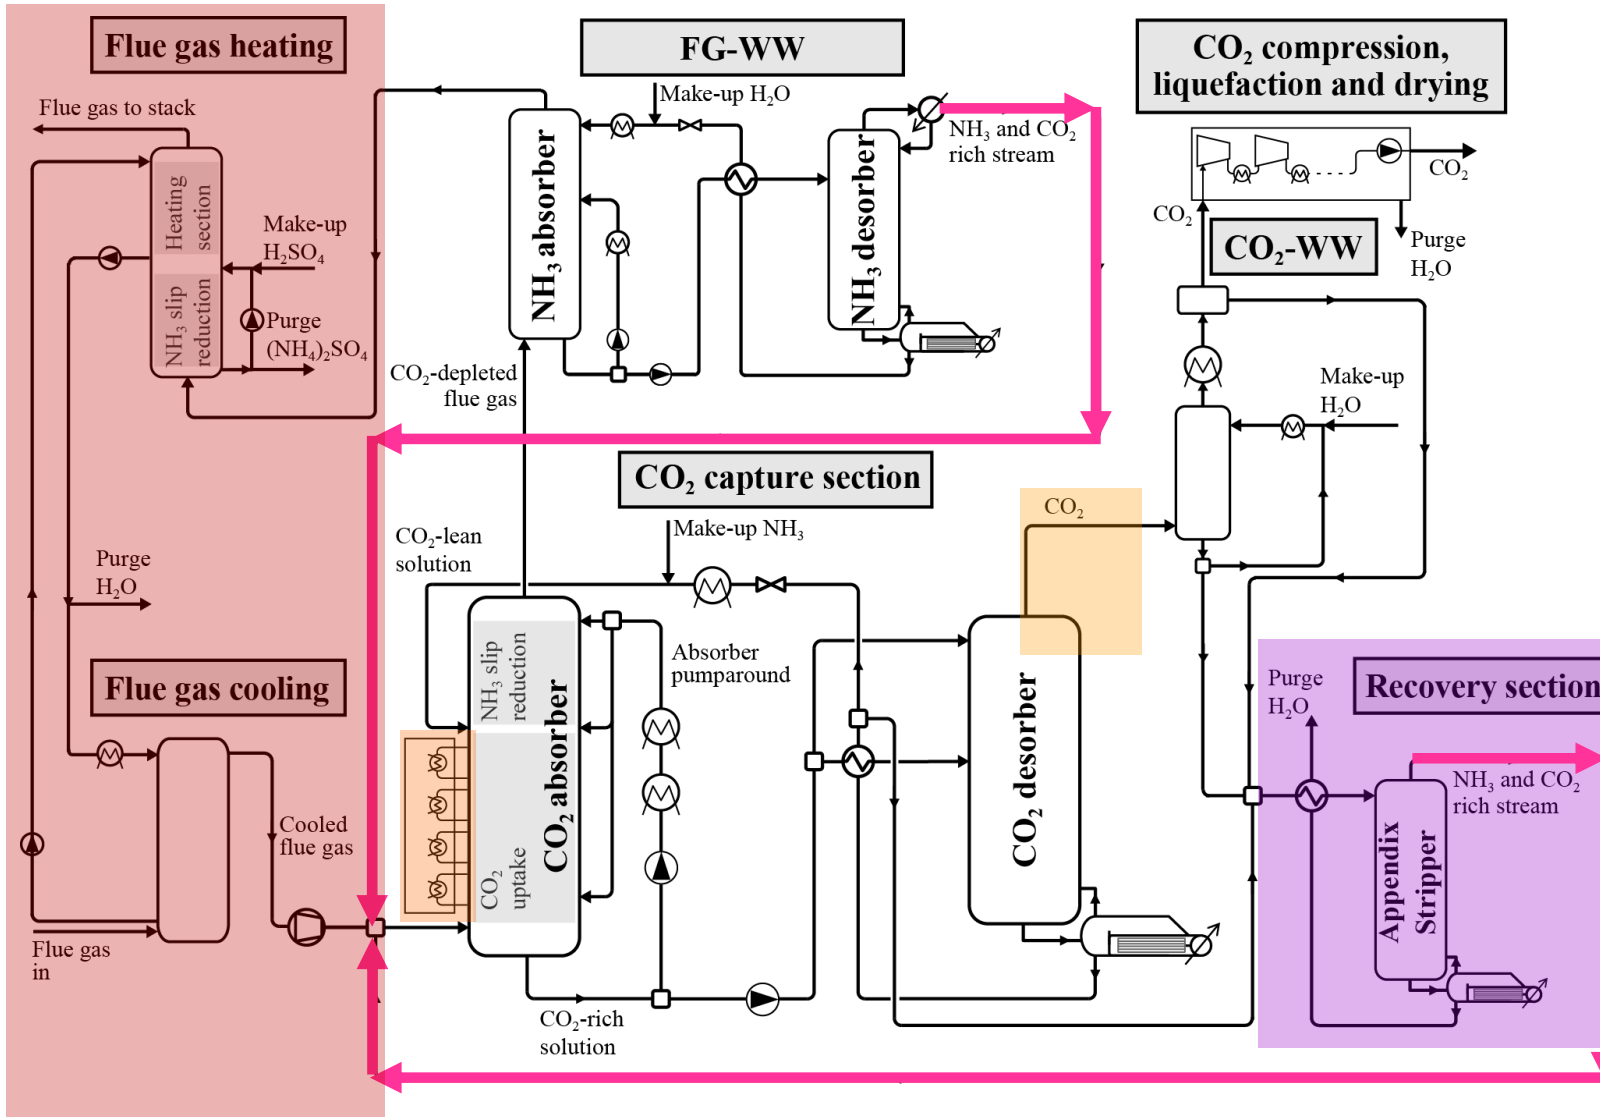 Flue gas heating
Flue gas to stack
Heating
section
NH₃ slip
reduction
Make-up
H₂SO₄
Purge
(NH₄)₂SO₄
Purge
H₂O
Flue gas cooling
Cooled
flue gas
Flue gas
in
FG-WW
Make-up H₂O
NH₃ absorber
NH₃ desorber
NH₃ and CO₂
rich stream
CO₂-depleted
flue gas
CO₂ capture section
CO₂-lean
solution
Make-up NH₃
NH₃ slip
reduction
CO₂ absorber
CO₂
uptake
Absorber
pumparound
CO₂-rich
solution
CO₂ desorber
CO₂
CO₂ compression,
liquefaction and drying
CO₂
CO₂
Purge
H₂O
CO₂-WW
Make-up
H₂O
Recovery section
Purge
H₂O
NH₃ and CO₂
rich stream
Appendix
Stripper